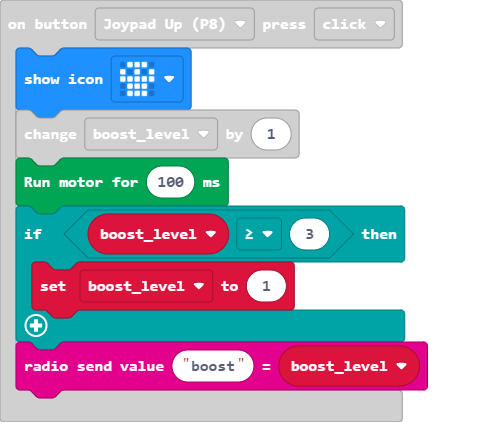 on button Joypad Up (P8) press click
show icon
change boost_level by 1
Run motor for 100 ms
if boost_level ≥ 3 then
set boost_level to 1
radio send value "boost" = boost_level